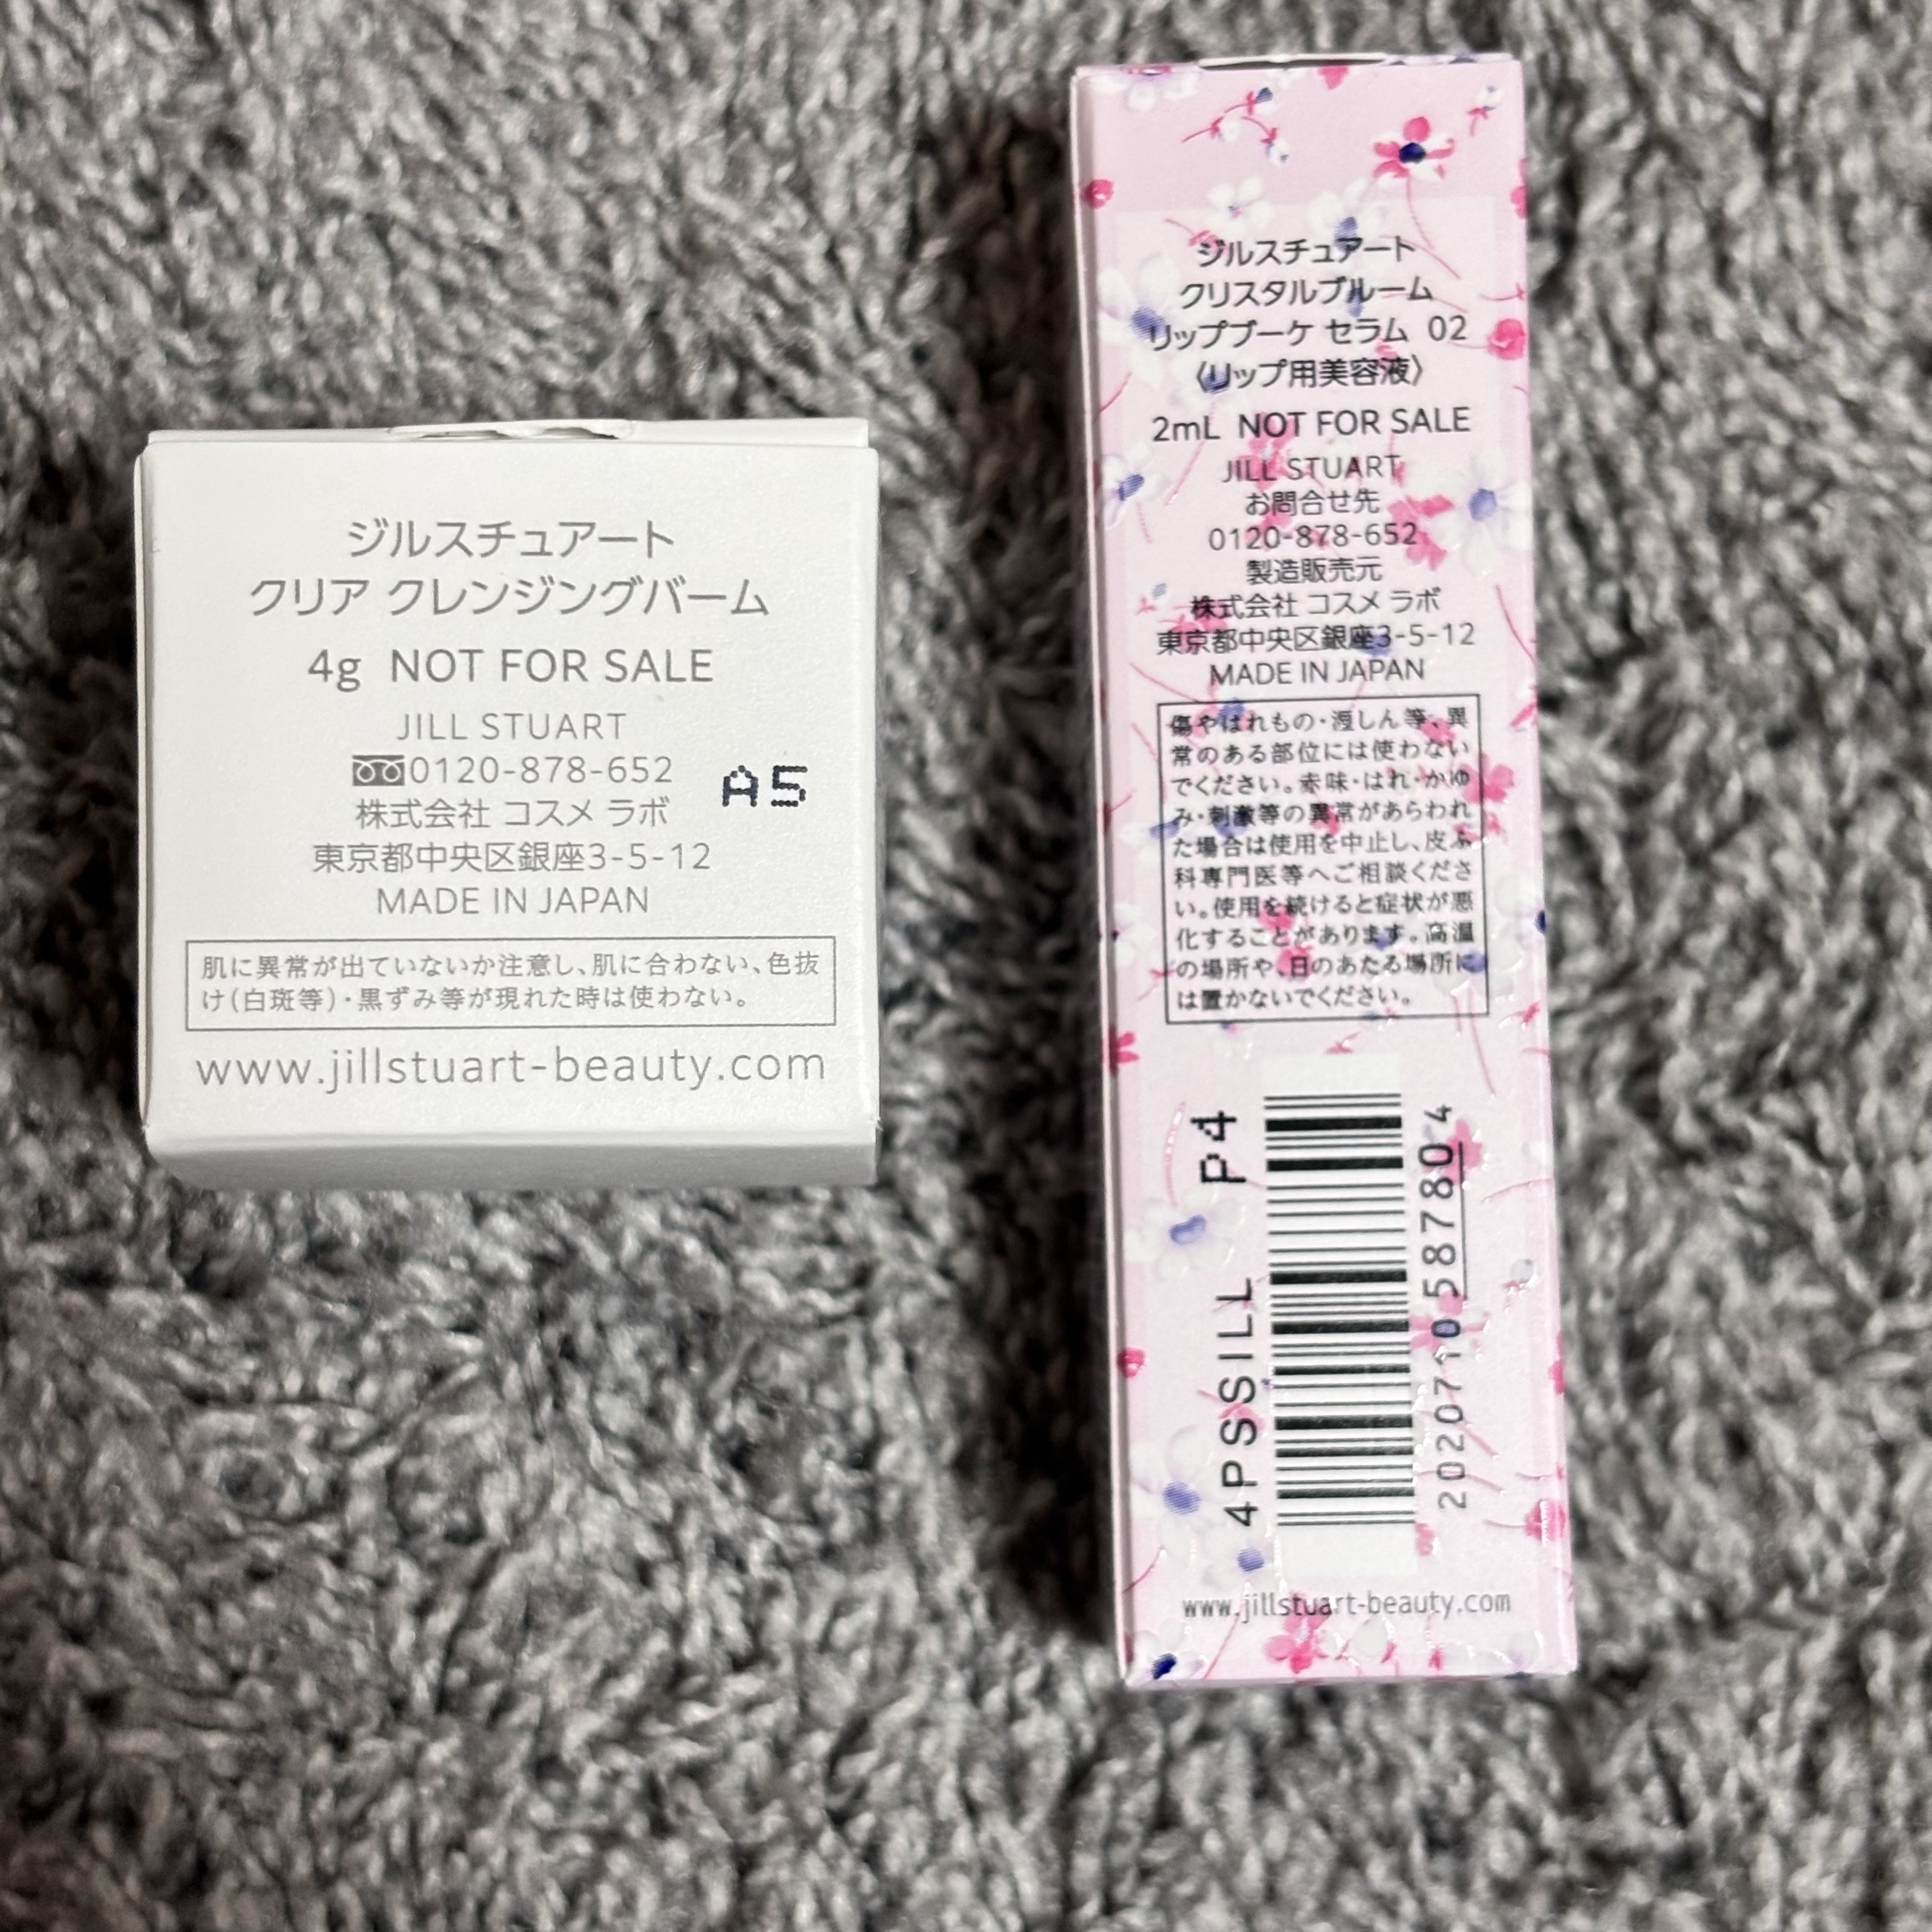 ジルスチュアート
クリア クレンジングバーム
4g NOT FOR SALE
JILL STUART
0120-878-652
株式会社 コスメ ラボ
東京都中央区銀座3-5-12
MADE IN JAPAN
A5
肌に異常が出ていないか注意し、肌に合わない、色抜
け(白斑等)・黒ずみ等が現れた時は使わない。
www.jillstuart-beauty.com
ジルスチュアート
クリスタルブルーム
リップブーケ セラム 02
〈リップ用美容液〉
2mL NOT FOR SALE
JILL STUART
お問合せ先
0120-878-652
製造販売元
株式会社 コスメ ラボ
東京都中央区銀座3-5-12
MADE IN JAPAN
傷やはれもの・湿しん等、異
常のある部位には使わない
でください。赤味・はれ・かゆ
み・刺激等の異常があらわれ
た場合は使用を中止し、皮ふ
科専門医等へご相談くださ
い。使用を続けると症状が悪
化することがあります。高温
の場所や、日のあたる場所に
は置かないでください。
4PSSILL P4
2020710587804
www.jillstuart-beauty.com